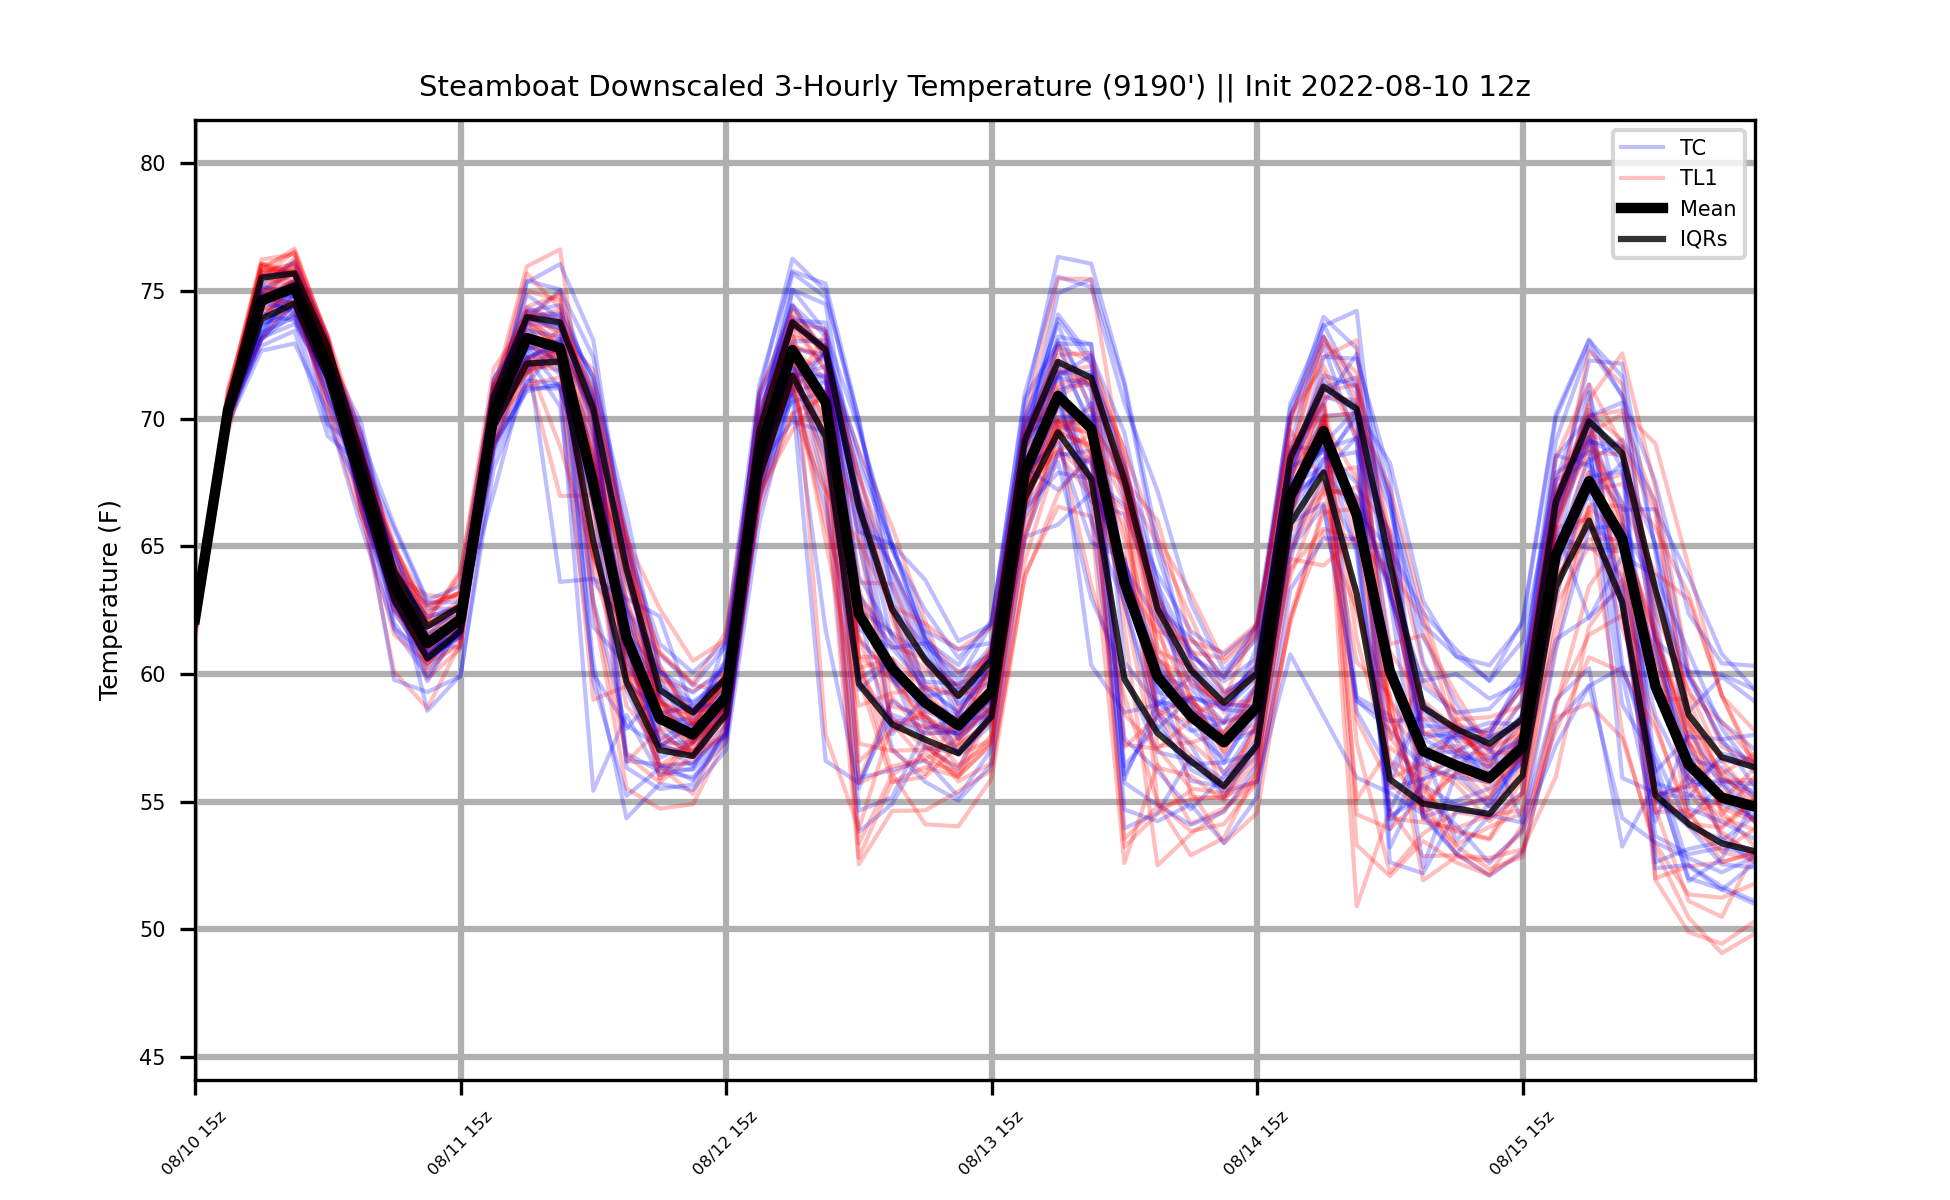 Steamboat Downscaled 3-Hourly Temperature (9190') || Init 2022-08-10 12z
TC
TL1
Mean
IQRs
Temperature (F)
80
75
70
65
60
55
50
45
08/10 15z
08/11 15z
08/12 15z
08/13 15z
08/14 15z
08/15 15z